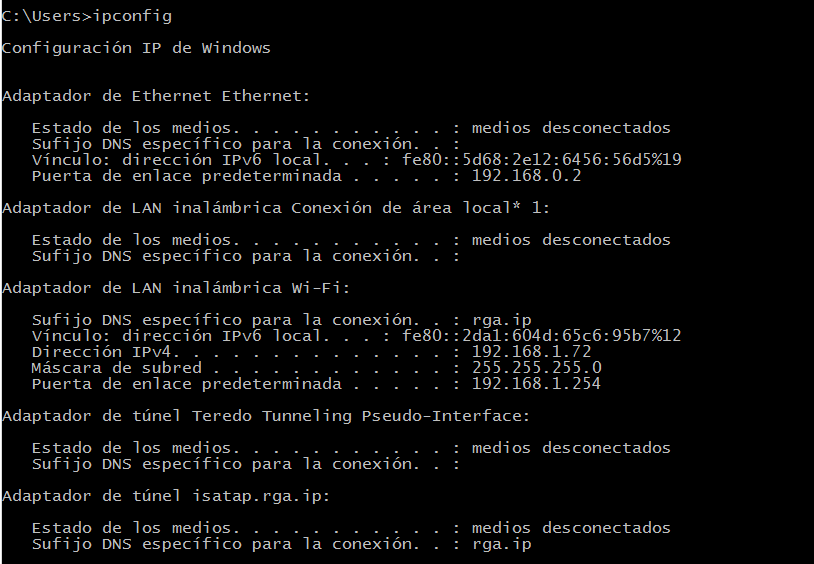 C:\Users>ipconfig
Configuración IP de Windows
Adaptador de Ethernet Ethernet:
Estado de los medios. . . . . . . . . . . : medios desconectados
Sufijo DNS específico para la conexión. . :
Vínculo: dirección IPv6 local. . . : fe80::5d68:2e12:6456:56d5%19
Puerta de enlace predeterminada . . . . . : 192.168.0.2
Adaptador de LAN inalámbrica Conexión de área local* 1:
Estado de los medios. . . . . . . . . . . : medios desconectados
Sufijo DNS específico para la conexión. . :
Adaptador de LAN inalámbrica Wi-Fi:
Sufijo DNS específico para la conexión. . : rga.ip
Vínculo: dirección IPv6 local. . . : fe80::2da1:604d:65c6:95b7%12
Dirección IPv4. . . . . . . . . . . . . . : 192.168.1.72
Máscara de subred . . . . . . . . . . . . : 255.255.255.0
Puerta de enlace predeterminada . . . . . : 192.168.1.254
Adaptador de túnel Teredo Tunneling Pseudo-Interface:
Estado de los medios. . . . . . . . . . . : medios desconectados
Sufijo DNS específico para la conexión. . :
Adaptador de túnel isatap.rga.ip:
Estado de los medios. . . . . . . . . . . : medios desconectados
Sufijo DNS específico para la conexión. . : rga.ip